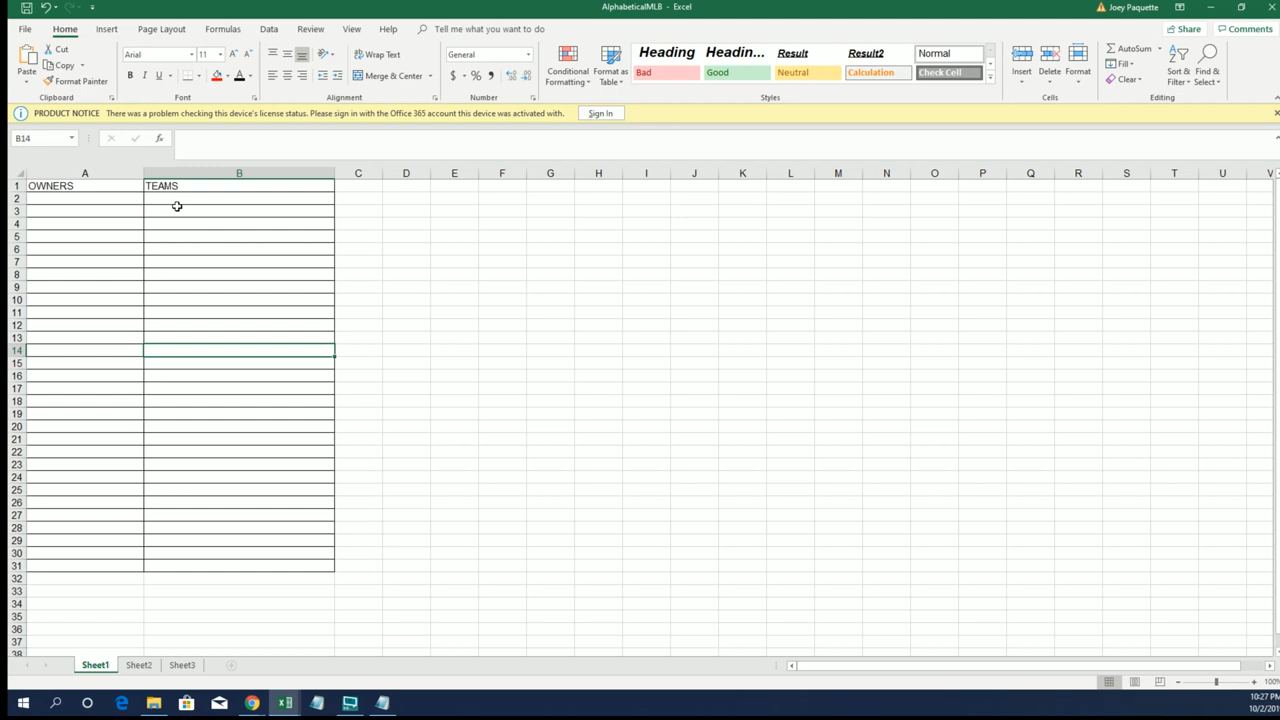 AlphabeticalMLB - Excel
Joey Paquette
File Home Insert Page Layout Formulas Data Review View Help Tell me what you want to do
Share Comments
Paste
Cut
Copy
Format Painter
Clipboard
Arial 11
B I U
Font
Wrap Text
Merge & Center
Alignment
General
$ % ,
Number
Conditional Formatting
Format as Table
Heading Headin... Result Result2 Normal
Bad Good Neutral Calculation Check Cell
Styles
Insert Delete Format
Cells
AutoSum
Fill
Clear
Sort & Filter
Find & Select
Editing
PRODUCT NOTICE There was a problem checking this device's license status. Please sign in with the Office 365 account this device was activated with. Sign In
B14 fx
A B C D E F G H I J K L M N O P Q R S T U V
1 OWNERS TEAMS
2
3
4
5
6
7
8
9
10
11
12
13
14
15
16
17
18
19
20
21
22
23
24
25
26
27
28
29
30
31
32
33
34
35
36
37
38
Sheet1 Sheet2 Sheet3
100%
10:27 PM